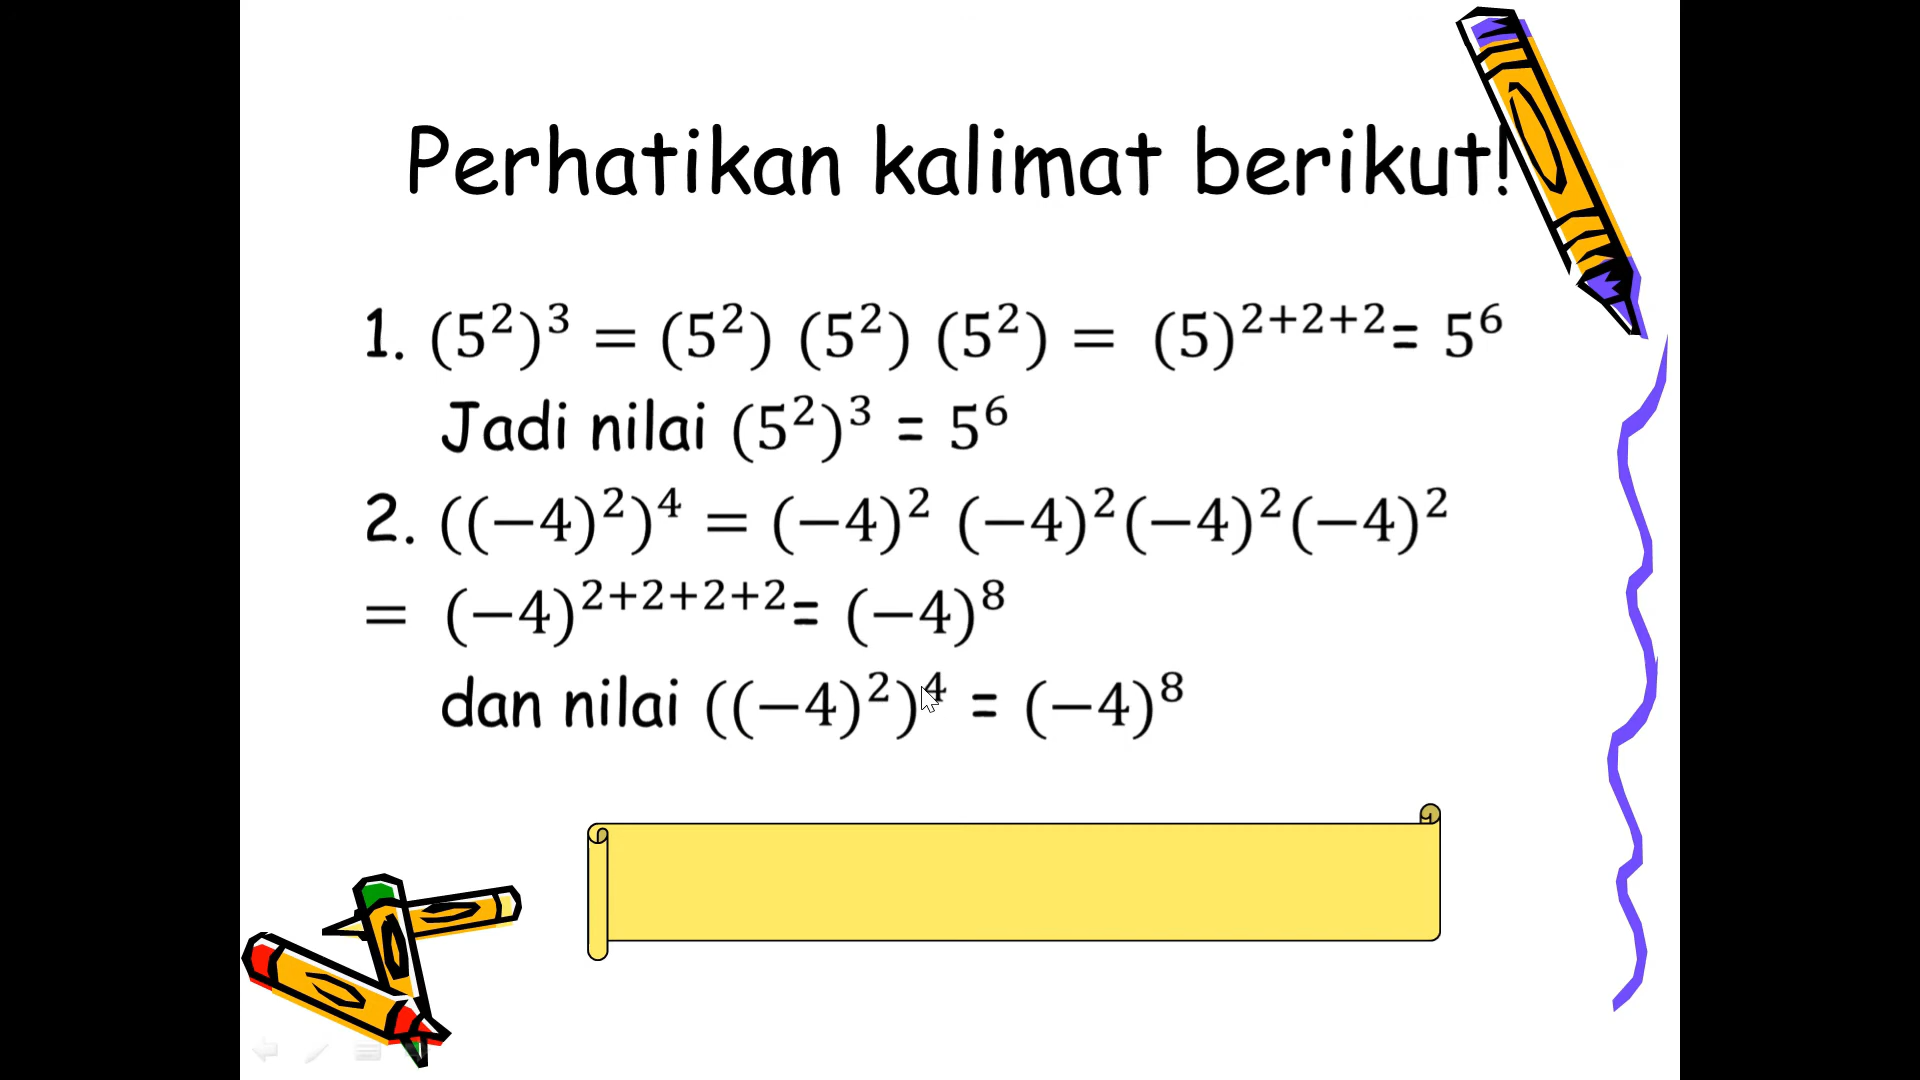 Perhatikan kalimat berikut!
1. (5²)³ = (5²) (5²) (5²) = (5)²⁺²⁺²= 5⁶
Jadi nilai (5²)³ = 5⁶
2. ((−4)²)⁴ = (−4)² (−4)²(−4)²(−4)²
= (−4)²⁺²⁺²⁺²= (−4)⁸
dan nilai ((−4)²)⁴ = (−4)⁸